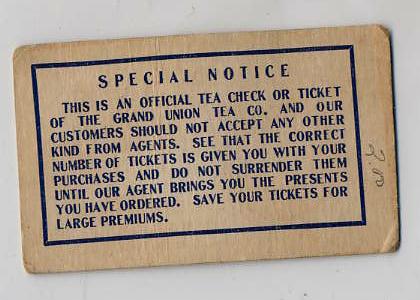 SPECIAL NOTICE
THIS IS AN OFFICIAL TEA CHECK OR TICKET
OF THE GRAND UNION TEA CO. AND OUR
CUSTOMERS SHOULD NOT ACCEPT ANY OTHER
KIND FROM AGENTS. SEE THAT THE CORRECT
NUMBER OF TICKETS IS GIVEN YOU WITH YOUR
PURCHASES AND DO NOT SURRENDER THEM
UNTIL OUR AGENT BRINGS YOU THE PRESENTS
YOU HAVE ORDERED. SAVE YOUR TICKETS FOR
LARGE PREMIUMS.